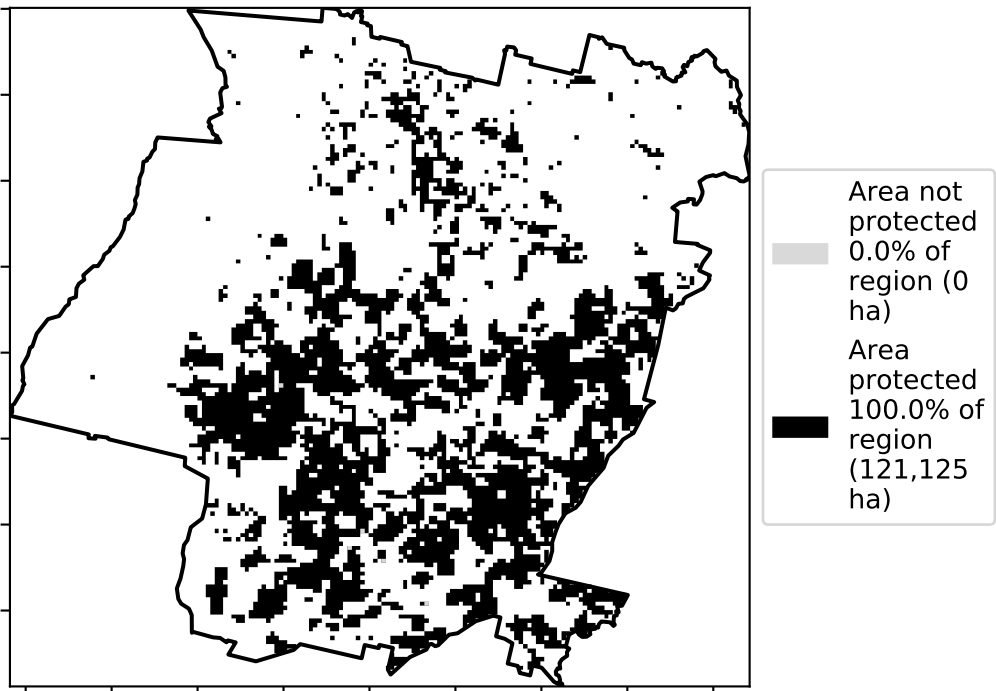 Area not
protected
0.0% of
region (0
ha)
Area
protected
100.0% of
region
(121,125
ha)